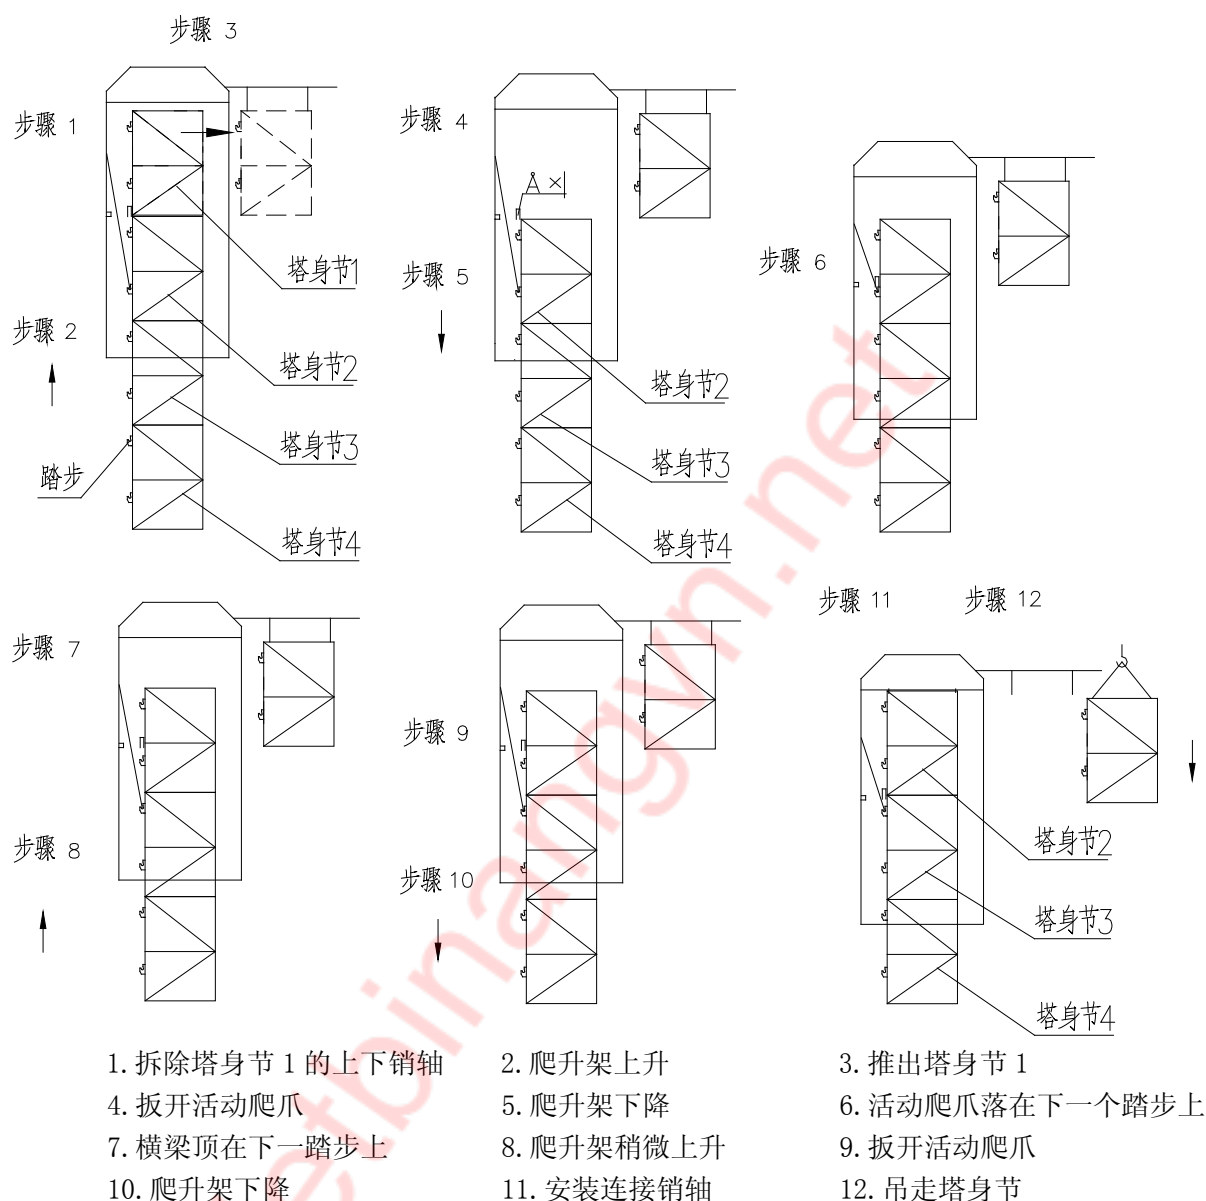 步骤 3
步骤 1
步骤 4
Å ×
塔身节1
步骤 5
步骤 6
步骤 2
塔身节2
塔身节2
塔身节3
塔身节3
踏步
塔身节4
塔身节4
步骤 11 步骤 12
步骤 7
步骤 9
步骤 8
塔身节2
步骤 10
塔身节3
塔身节4
1.拆除塔身节 1 的上下销轴 2.爬升架上升 3.推出塔身节 1
4.扳开活动爬爪 5.爬升架下降 6.活动爬爪落在下一个踏步上
7.横梁顶在下一踏步上 8.爬升架稍微上升 9.扳开活动爬爪
10.爬升架下降 11.安装连接销轴 12.吊走塔身节
etbinangvn.net